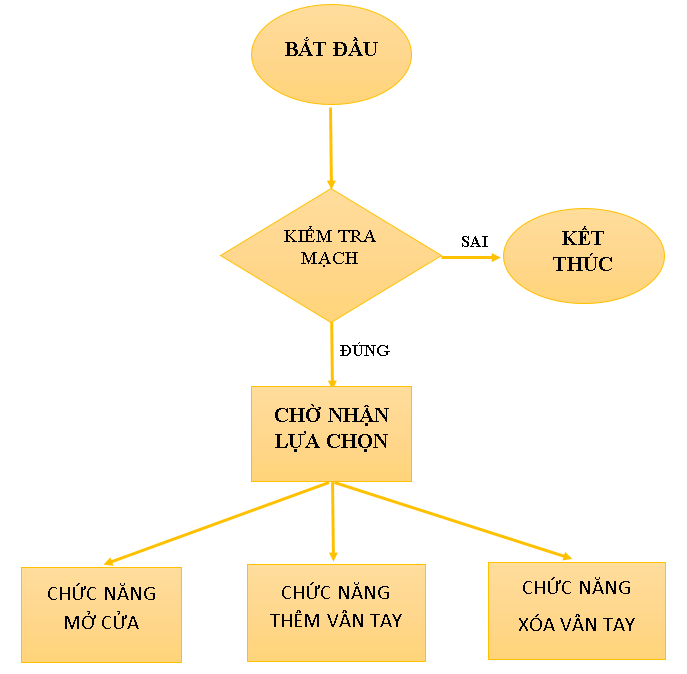 BẮT ĐẦU
KIỂM TRA
MẠCH
SAI
KẾT
THÚC
ĐÚNG
CHỜ NHẬN
LỰA CHỌN
CHỨC NĂNG
MỞ CỬA
CHỨC NĂNG
THÊM VÂN TAY
CHỨC NĂNG
XÓA VÂN TAY